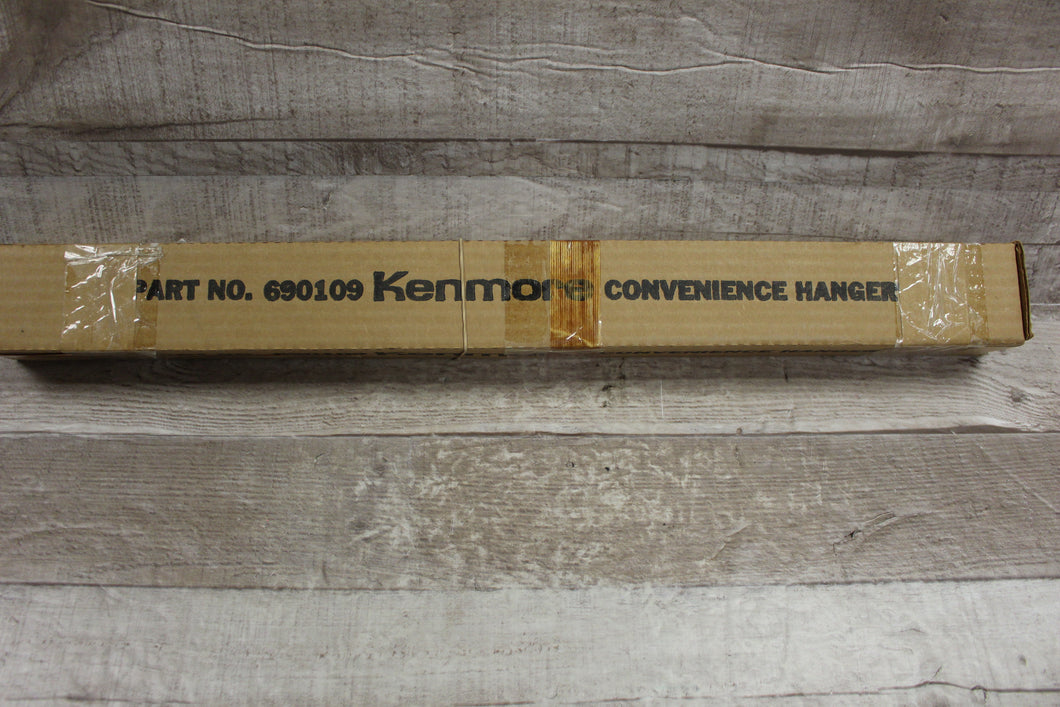 PART NO. 690109 Kenmore CONVENIENCE HANGER